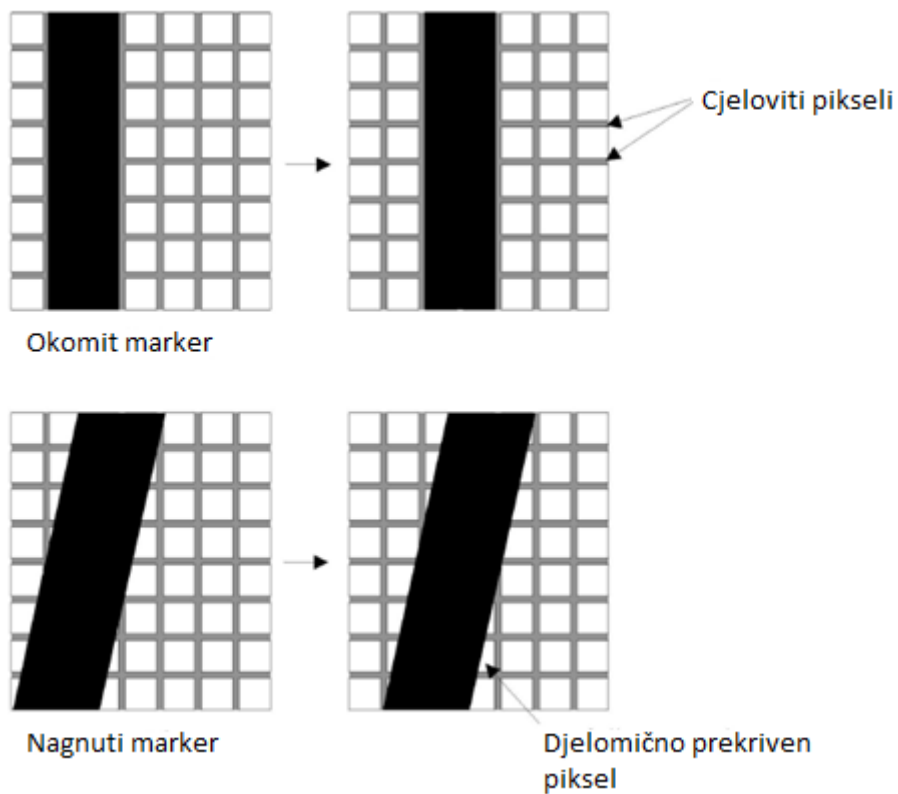 Cjeloviti pikseli
Okomit marker
Nagnuti marker
Djelomično prekriven
piksel